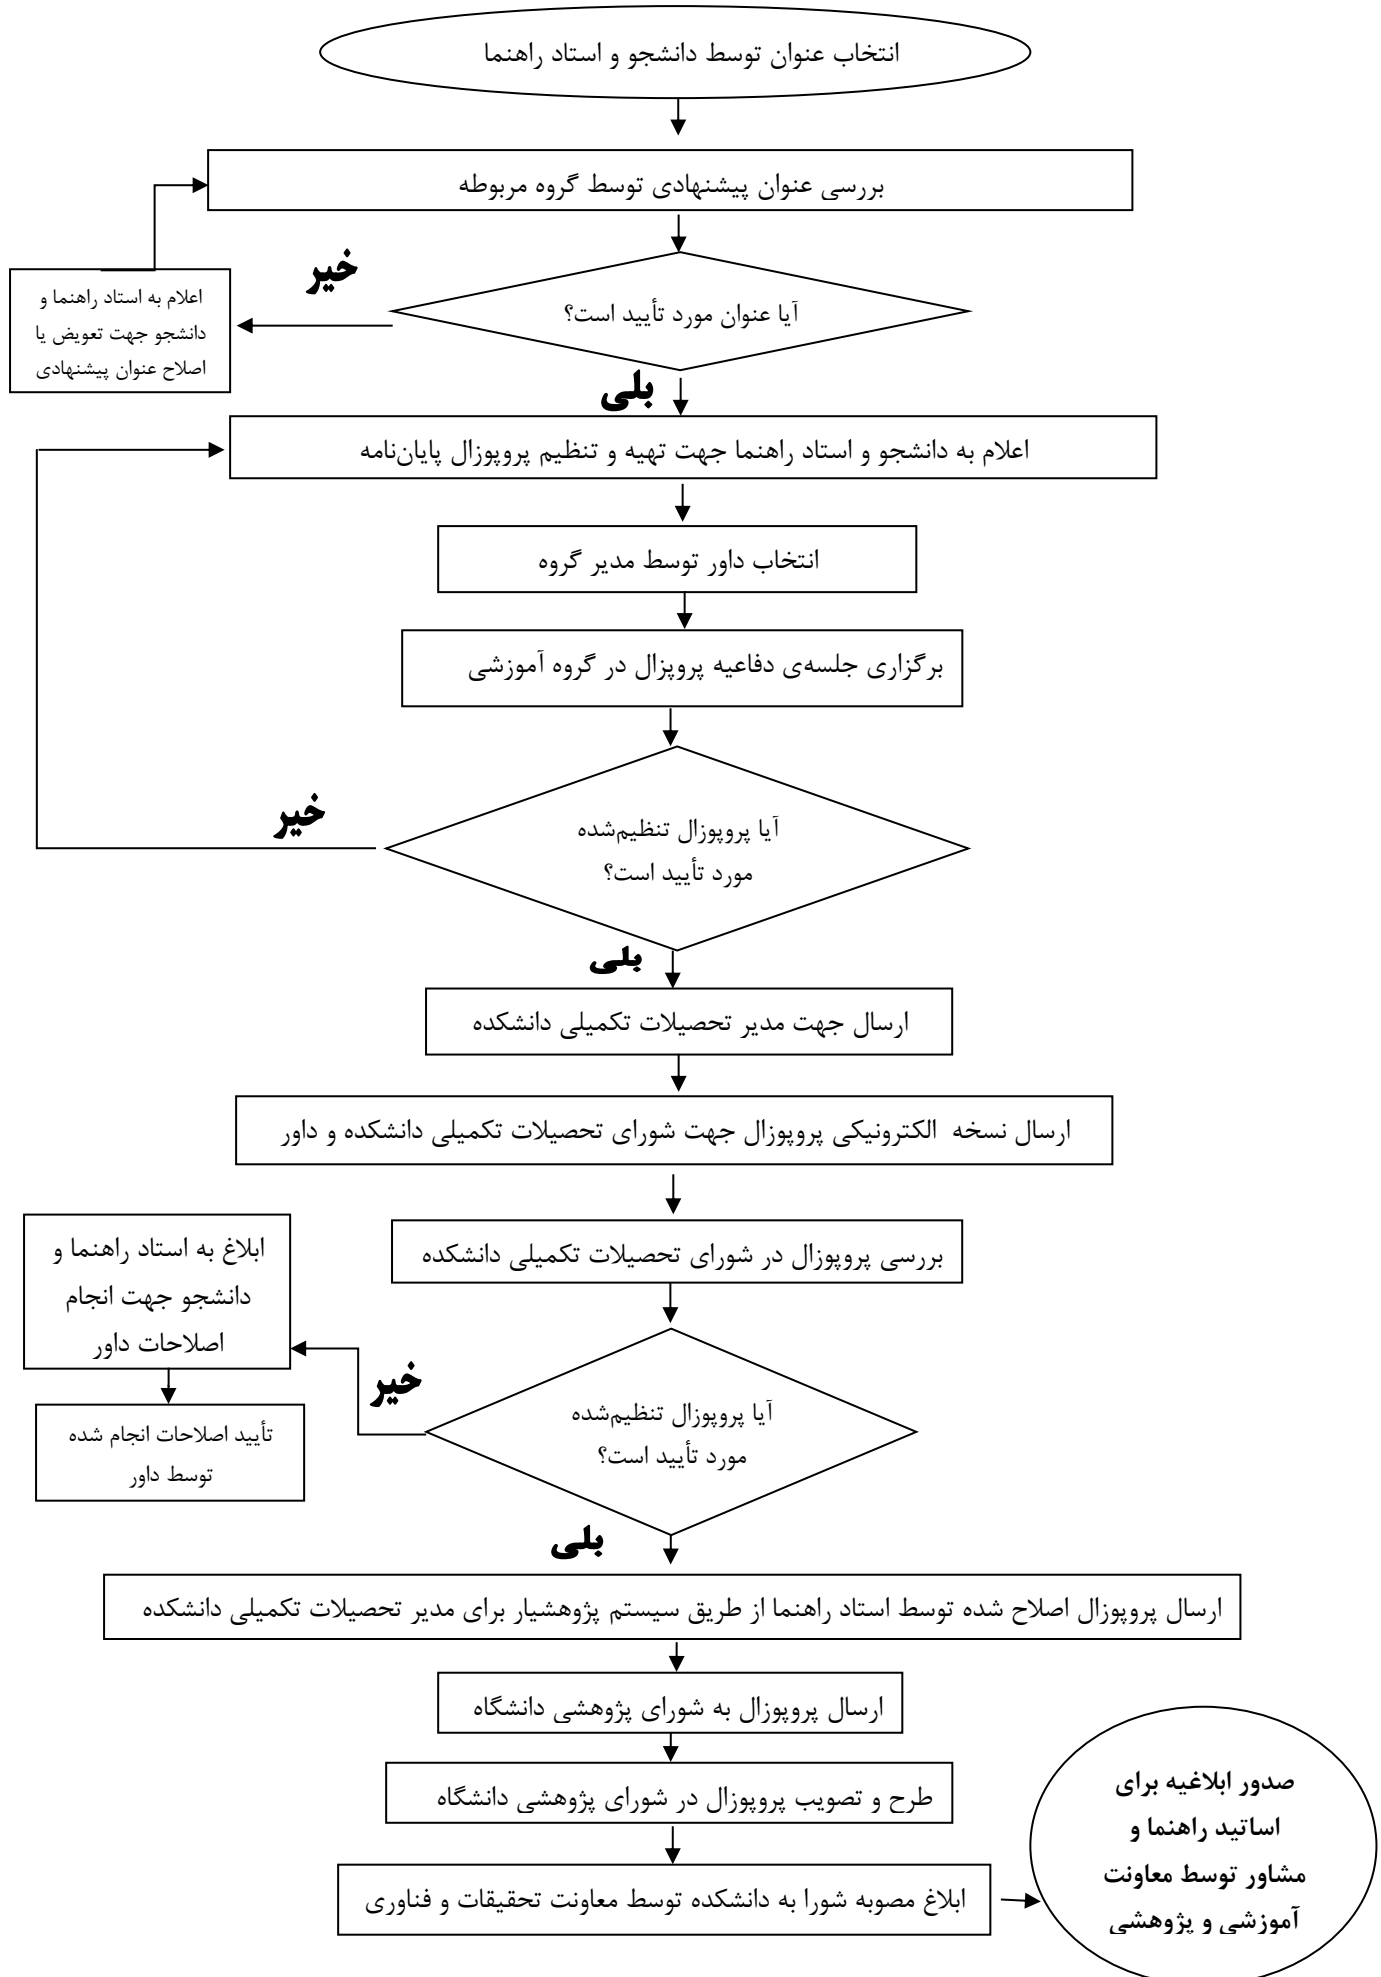 انتخاب عنوان توسط دانشجو و استاد راهنما
بررسی عنوان پیشنهادی توسط گروه مربوطه
خیر
آیا عنوان مورد تأیید است؟
اعلام به استاد راهنما و
دانشجو جهت تعویض یا
اصلاح عنوان پیشنهادی
بلی
اعلام به دانشجو و استاد راهنما جهت تهیه و تنظیم پروپوزال پایان‌نامه
انتخاب داور توسط مدیر گروه
برگزاری جلسه‌ی دفاعیه پروپزال در گروه آموزشی
خیر
آیا پروپوزال تنظیم‌شده
مورد تأیید است؟
بلی
ارسال جهت مدیر تحصیلات تکمیلی دانشکده
ارسال نسخه الکترونیکی پروپوزال جهت شورای تحصیلات تکمیلی دانشکده و داور
بررسی پروپوزال در شورای تحصیلات تکمیلی دانشکده
ابلاغ به استاد راهنما و
دانشجو جهت انجام
اصلاحات داور
خیر
آیا پروپوزال تنظیم‌شده
مورد تأیید است؟
تأیید اصلاحات انجام شده
توسط داور
بلی
ارسال پروپوزال اصلاح شده توسط استاد راهنما از طریق سیستم پژوهشیار برای مدیر تحصیلات تکمیلی دانشکده
ارسال پروپوزال به شورای پژوهشی دانشگاه
طرح و تصویب پروپوزال در شورای پژوهشی دانشگاه
ابلاغ مصوبه شورا به دانشکده توسط معاونت تحقیقات و فناوری
صدور ابلاغیه برای
اساتید راهنما و
مشاور توسط معاونت
آموزشی و پژوهشی